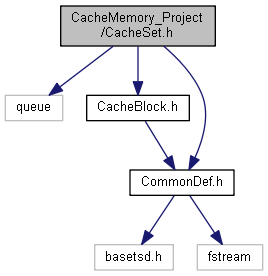 CacheMemory_Project
/CacheSet.h
queue
CacheBlock.h
CommonDef.h
basetsd.h
fstream